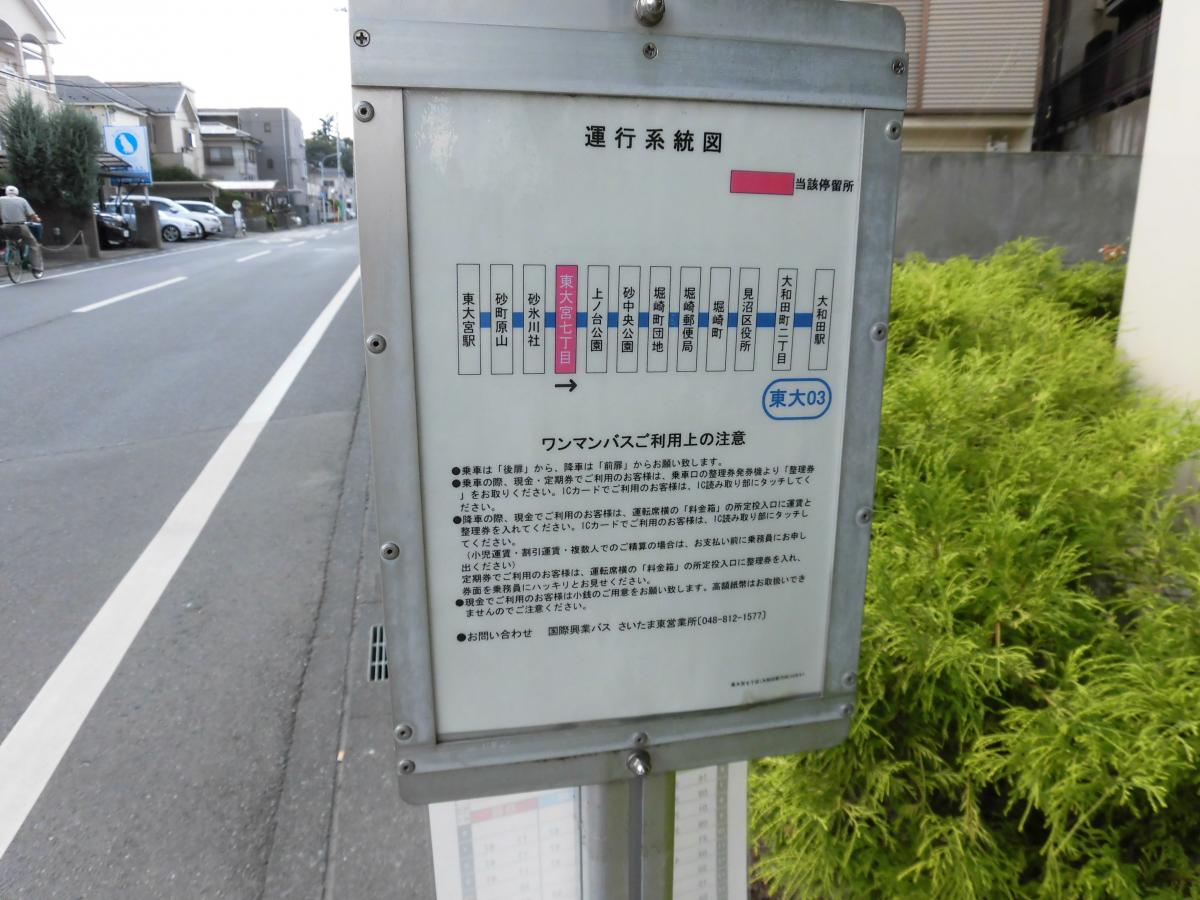 運行系統図
当該停留所
東大宮駅
砂町原山
砂氷川社
東大宮七丁目
上ノ台公園
砂中央公園
堀崎町団地
堀崎郵便局
堀崎町
見沼区役所
大和田町二丁目
大和田駅
→
東大03
ワンマンバスご利用上の注意
●乗車は「後扉」から、降車は「前扉」からお願い致します。
●乗車の際、現金・定期券でご利用のお客様は、乗車口の整理券発券機より「整理券
」をお取りください。ICカードでご利用のお客様は、IC読み取り部にタッチしてく
ださい。
●降車の際、現金でご利用のお客様は、運転席横の「料金箱」の所定投入口に運賃と
整理券を入れてください。ICカードでご利用のお客様は、IC読み取り部にタッチし
てください。
（小児運賃・割引運賃・複数人でのご精算の場合は、お支払い前に乗務員にお申し
出ください）
定期券でご利用のお客様は、運転席横の「料金箱」の所定投入口に整理券を入れ、
券面を乗務員にハッキリとお見せください。
●現金でご利用のお客様は小銭のご用意をお願い致します。高額紙幣はお取扱いでき
ませんのでご注意ください。
●お問い合わせ 国際興業バス さいたま東営業所〔048-812-1577〕